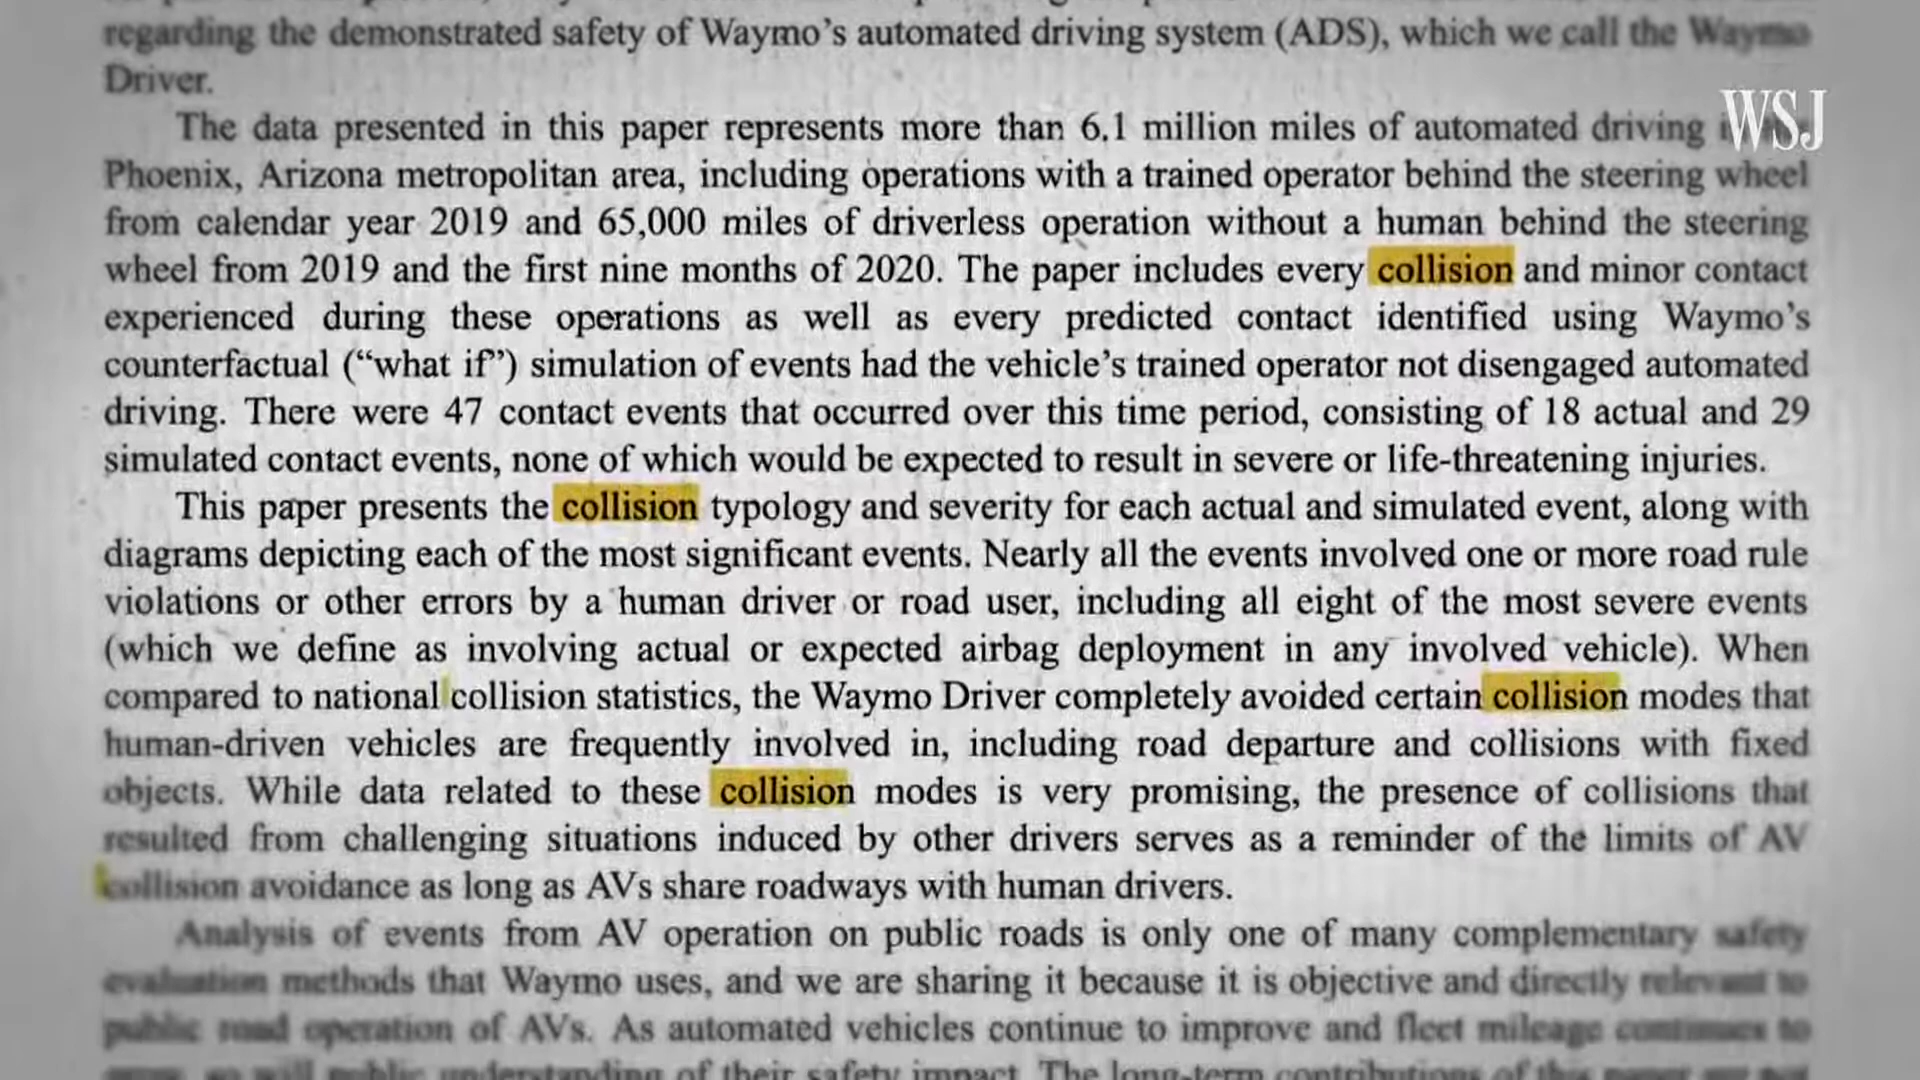 regarding the demonstrated safety of Waymo's automated driving system (ADS), which we call the Waymo
Driver.
The data presented in this paper represents more than 6.1 million miles of automated driving
WSJ
Phoenix, Arizona metropolitan area, including operations with a trained operator behind the steering wheel
from calendar year 2019 and 65,000 miles of driverless operation without a human behind the steering
wheel from 2019 and the first nine months of 2020. The paper includes every collision and minor contact
experienced during these operations as well as every predicted contact identified using Waymo's
counterfactual (“what if”) simulation of events had the vehicle's trained operator not disengaged automated
driving. There were 47 contact events that occurred over this time period, consisting of 18 actual and 29
simulated contact events, none of which would be expected to result in severe or life-threatening injuries.
This paper presents the collision typology and severity for each actual and simulated event, along with
diagrams depicting each of the most significant events. Nearly all the events involved one or more road rule
violations or other errors by a human driver or road user, including all eight of the most severe events
(which we define as involving actual or expected airbag deployment in any involved vehicle). When
compared to national collision statistics, the Waymo Driver completely avoided certain collision modes that
human-driven vehicles are frequently involved in, including road departure and collisions with fixed
objects. While data related to these collision modes is very promising, the presence of collisions that
resulted from challenging situations induced by other drivers serves as a reminder of the limits of AV
collision avoidance as long as AVs share roadways with human drivers.
Analysis of events from AV operation on public roads is only one of many complementary safety
evaluation methods that Waymo uses, and we are sharing it because it is objective and directly relevant to
public road operation of AVs. As automated vehicles continue to improve and fleet mileage continues to
public understanding of their safety impact. The long-term contributions of this paper are not